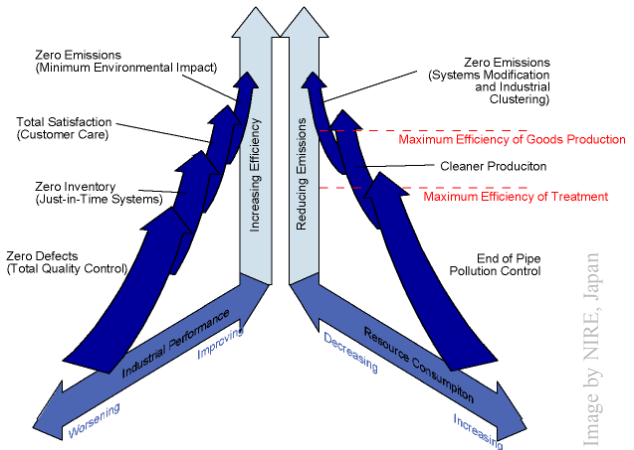 Zero Emissions
(Minimum Environmental Impact)
Total Satisfaction
(Customer Care)
Zero Inventory
(Just-in-Time Systems)
Zero Defects
(Total Quality Control)
Increasing Efficiency
Industrial Performance
Improving
Worsening
Reducing Emissions
Zero Emissions
(Systems Modification
and Industrial
Clustering)
Maximum Efficiency of Goods Production
Cleaner Produciton
Maximum Efficiency of Treatment
End of Pipe
Pollution Control
Resource Consumpiton
Decreasing
Increasing
Image by NIRE, Japan